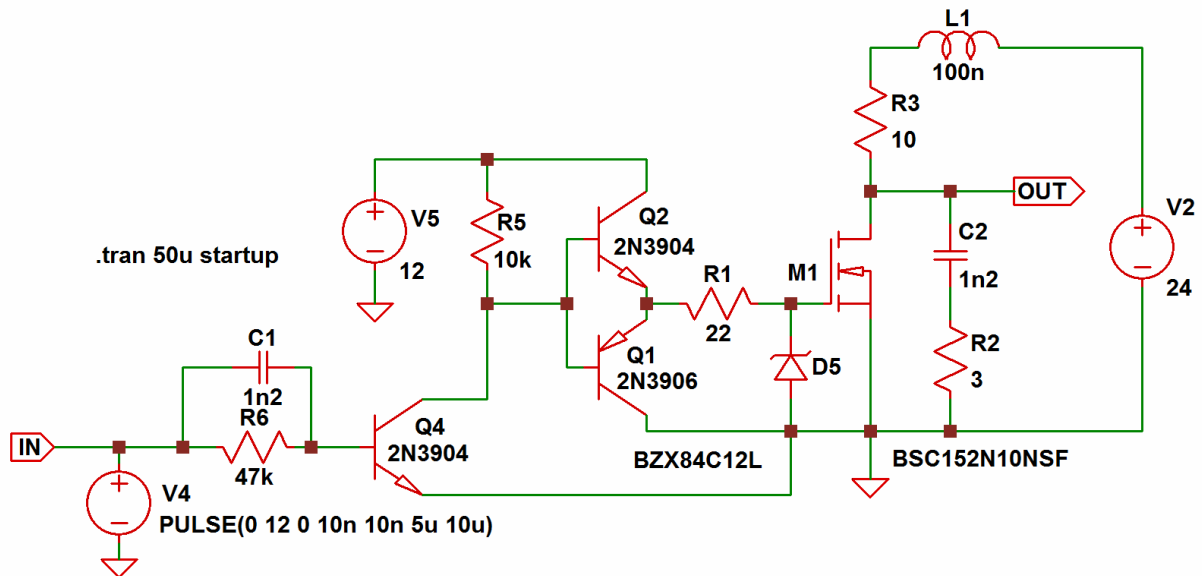 L1
100n
R3
10
OUT
V2
24
C2
1n2
R2
3
V5
12
R5
10k
Q2
2N3904
.tran 50u startup
R1
22
M1
Q1
2N3906
D5
C1
1n2
R6
47k
IN
Q4
2N3904
BZX84C12L
BSC152N10NSF
V4
PULSE(0 12 0 10n 10n 5u 10u)
+
−
+
−
+
−